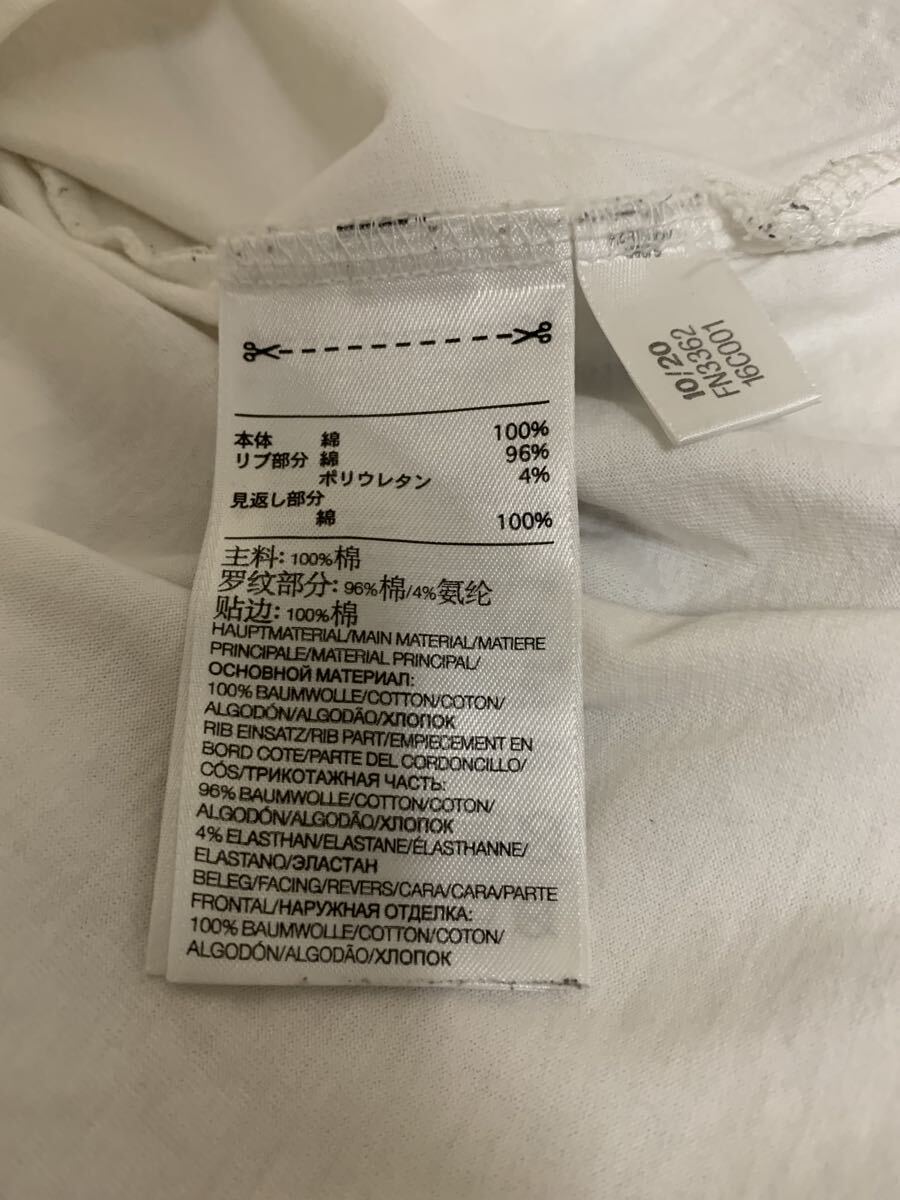 本体 綿 100%
リブ部分 綿 96%
ポリウレタン 4%
見返し部分
綿 100%
主料: 100%棉
罗纹部分: 96%棉/4%氨纶
贴边: 100%棉
HAUPTMATERIAL/MAIN MATERIAL/MATIERE
PRINCIPALE/MATERIAL PRINCIPAL/
ОСНОВНОЙ МАТЕРИАЛ:
100% BAUMWOLLE/COTTON/COTON/
ALGODÓN/ALGODÃO/ХЛОПОК
RIB EINSATZ/RIB PART/EMPIECEMENT EN
BORD COTE/PARTE DEL CORDONCILLO/
CÓS/ТРИКОТАЖНАЯ ЧАСТЬ:
96% BAUMWOLLE/COTTON/COTON/
ALGODÓN/ALGODÃO/ХЛОПОК
4% ELASTHAN/ELASTANE/ÉLASTHANNE/
ELASTANO/ЭЛАСТАН
BELEG/FACING/REVERS/CARA/CARA/PARTE
FRONTAL/НАРУЖНАЯ ОТДЕЛКА:
100% BAUMWOLLE/COTTON/COTON/
ALGODÓN/ALGODÃO/ХЛОПОК
10/20
FN3362
16C001